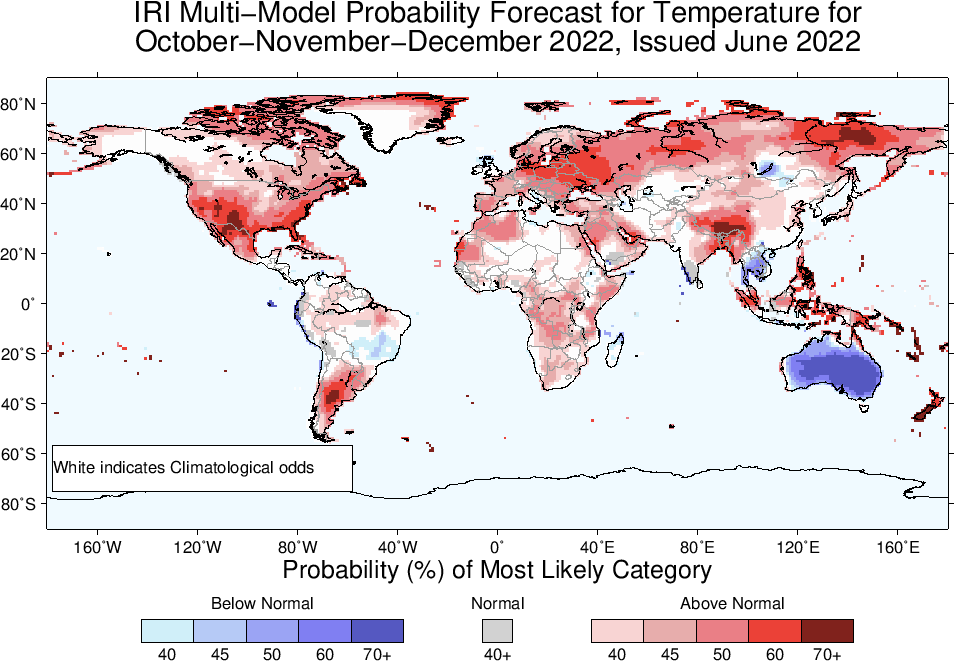 IRI Multi−Model Probability Forecast for Temperature for
October−November−December 2022, Issued June 2022
80˚N
60˚N
40˚N
20˚N
0˚
20˚S
40˚S
60˚S
80˚S
White indicates Climatological odds
160˚W 120˚W 80˚W 40˚W 0˚ 40˚E 80˚E 120˚E 160˚E
Probability (%) of Most Likely Category
Below Normal Normal Above Normal
40 45 50 60 70+ 40+ 40 45 50 60 70+